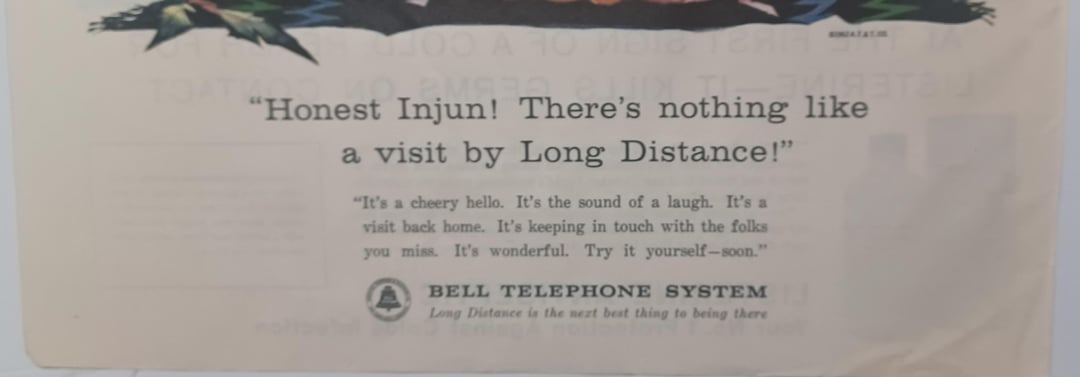 “Honest Injun! There’s nothing like
a visit by Long Distance!”
“It’s a cheery hello. It’s the sound of a laugh. It’s a
visit back home. It’s keeping in touch with the folks
you miss. It’s wonderful. Try it yourself—soon.”
BELL TELEPHONE SYSTEM
Long Distance is the next best thing to being there